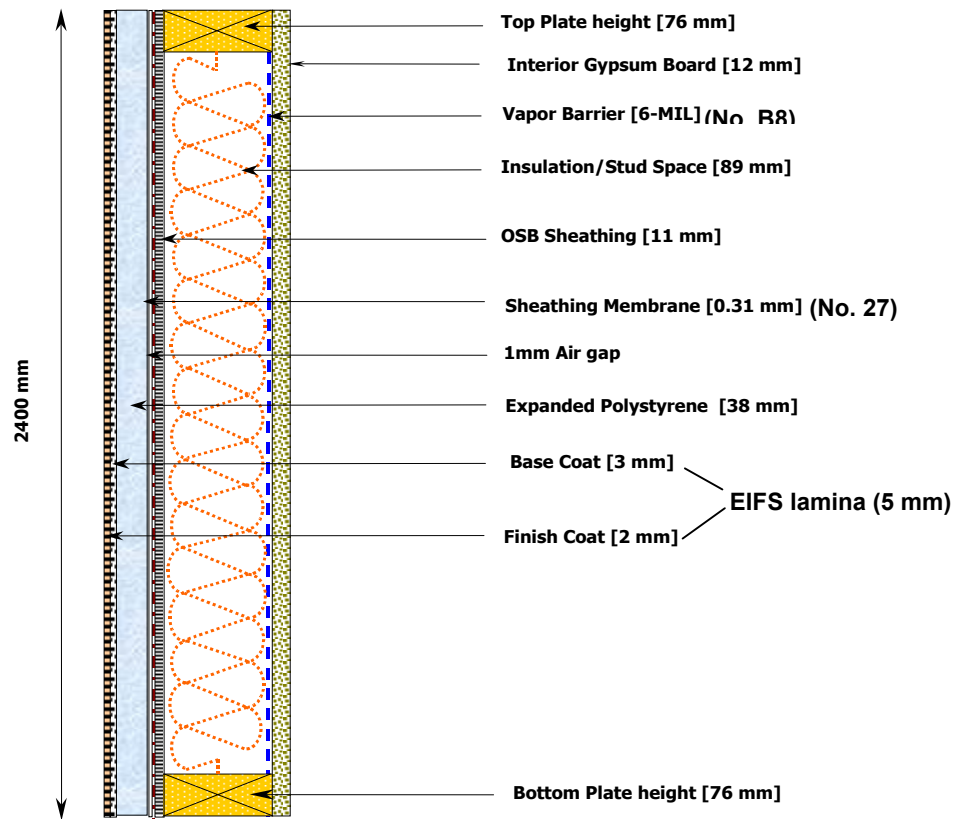 Top Plate height [76 mm]
Interior Gypsum Board [12 mm]
Vapor Barrier [6-MIL] (No. B8)
Insulation/Stud Space [89 mm]
OSB Sheathing [11 mm]
Sheathing Membrane [0.31 mm] (No. 27)
1mm Air gap
Expanded Polystyrene [38 mm]
Base Coat [3 mm]
EIFS lamina (5 mm)
Finish Coat [2 mm]
Bottom Plate height [76 mm]
2400 mm